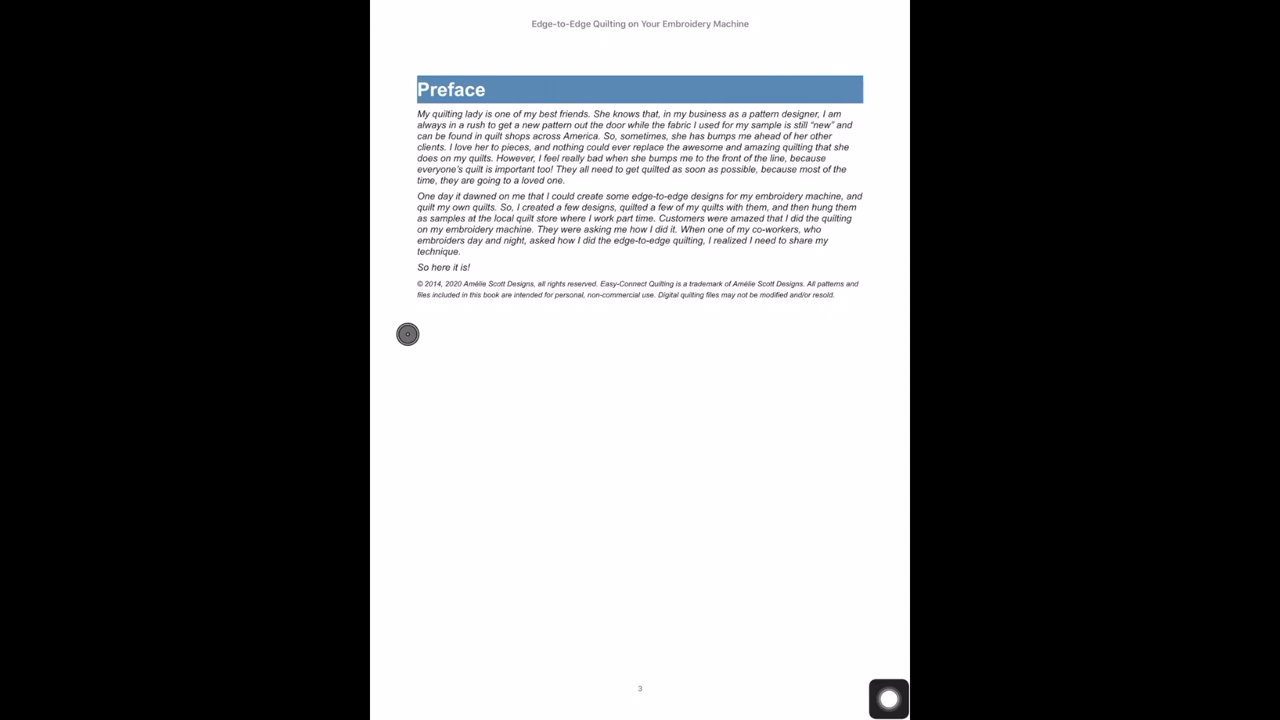 Edge-to-Edge Quilting on Your Embroidery Machine
Preface
My quilting lady is one of my best friends. She knows that, in my business as a pattern designer, I am
always in a rush to get a new pattern out the door while the fabric I used for my sample is still “new” and
can be found in quilt shops across America. So, sometimes, she has bumps me ahead of her other
clients. I love her to pieces, and nothing could ever replace the awesome and amazing quilting that she
does on my quilts. However, I feel really bad when she bumps me to the front of the line, because
everyone's quilt is important too! They all need to get quilted as soon as possible, because most of the
time, they are going to a loved one.
One day it dawned on me that I could create some edge-to-edge designs for my embroidery machine, and
quilt my own quilts. So, I created a few designs, quilted a few of my quilts with them, and then hung them
as samples at the local quilt store where I work part time. Customers were amazed that I did the quilting
on my embroidery machine. They were asking me how I did it. When one of my co-workers, who
embroiders day and night, asked how I did the edge-to-edge quilting, I realized I need to share my
technique.
So here it is!
© 2014, 2020 Amélie Scott Designs, all rights reserved. Easy-Connect Quilting is a trademark of Amélie Scott Designs. All patterns and
files included in this book are intended for personal, non-commercial use. Digital quilting files may not be modified and/or resold.
3